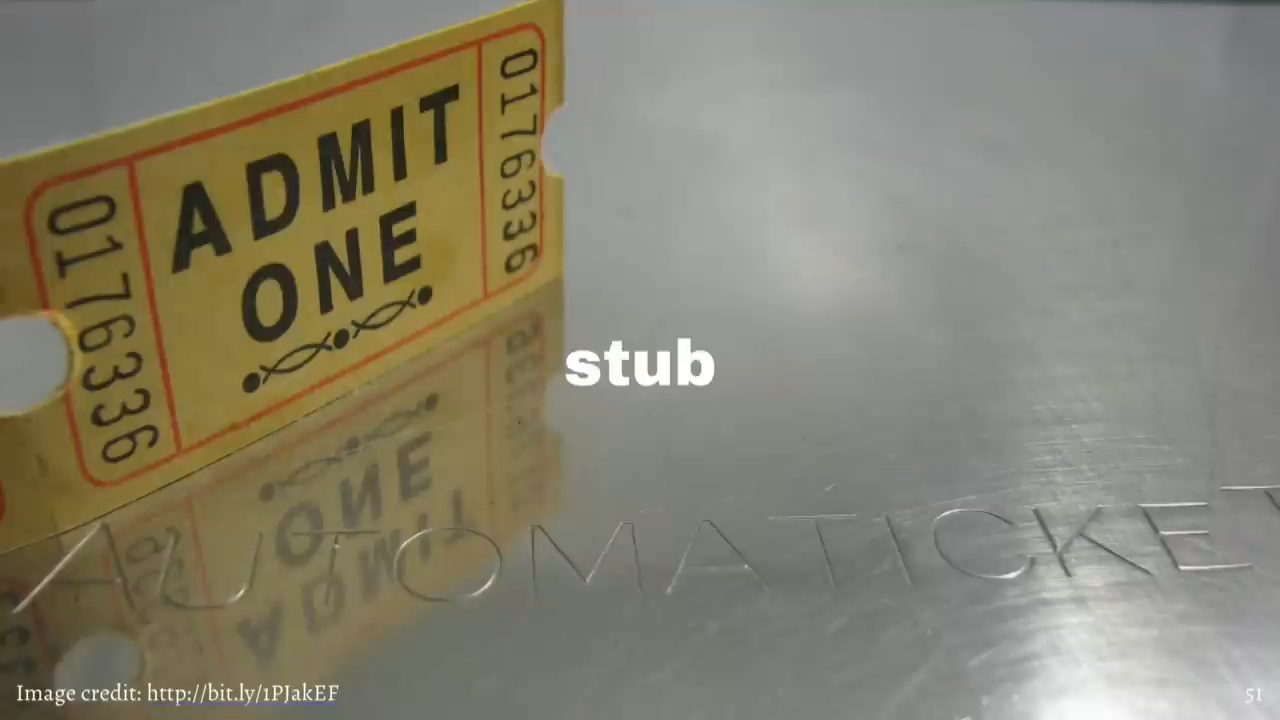 0176336
ADMIT
ONE
0176336
stub
AUTOMATICKET
Image credit: http://bit.ly/1PJakEF
51